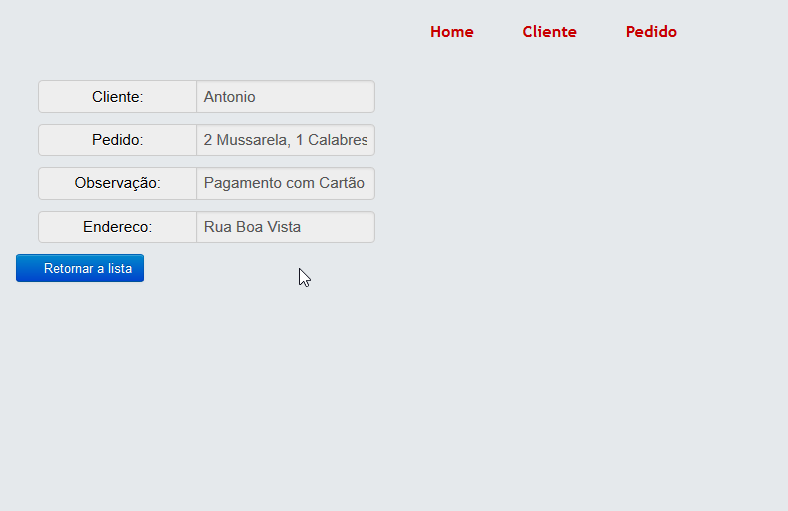 Home Cliente Pedido
Cliente: Antonio
Pedido: 2 Mussarela, 1 Calabres
Observação: Pagamento com Cartão
Endereco: Rua Boa Vista
Retornar a lista